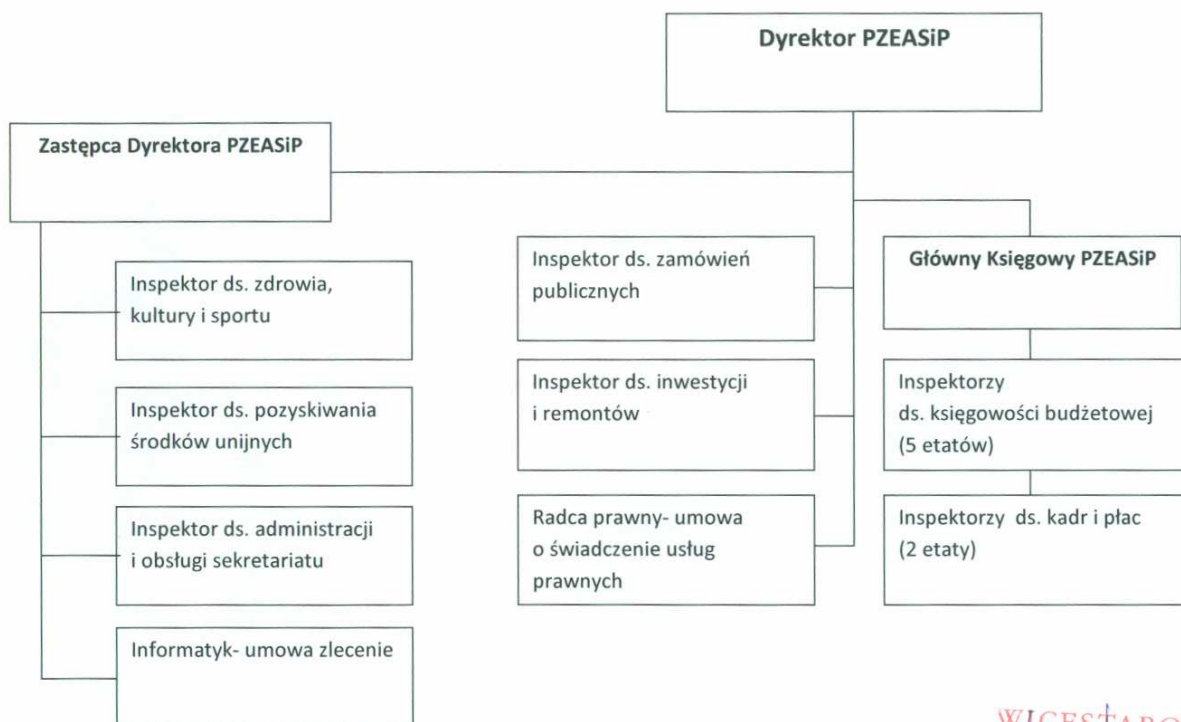 Dyrektor PZEASiP
Zastępca Dyrektora PZEASiP
Inspektor ds. zdrowia,
kultury i sportu
Inspektor ds. pozyskiwania
środków unijnych
Inspektor ds. administracji
i obsługi sekretariatu
Informatyk- umowa zlecenie
Inspektor ds. zamówień
publicznych
Inspektor ds. inwestycji
i remontów
Radca prawny- umowa
o świadczenie usług
prawnych
Główny Księgowy PZEASiP
Inspektorzy
ds. księgowości budżetowej
(5 etatów)
Inspektorzy ds. kadr i płac
(2 etaty)